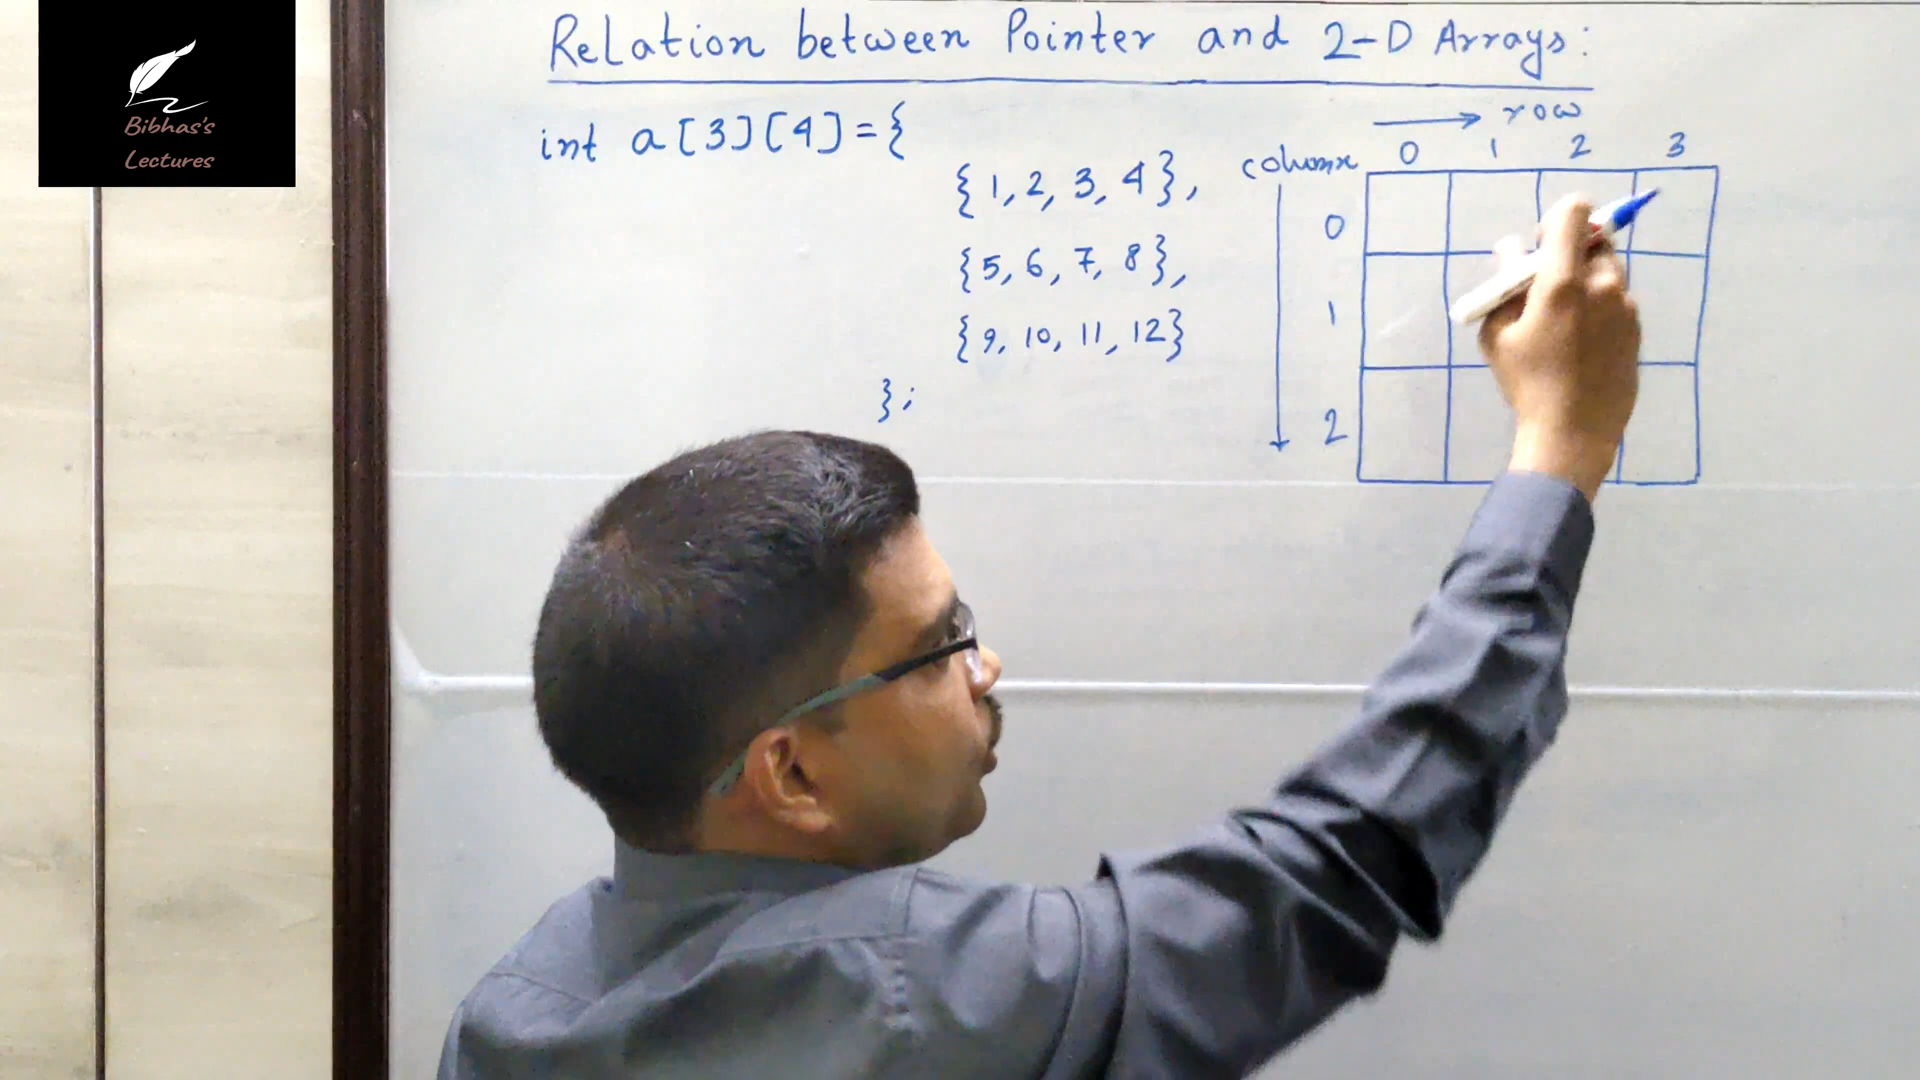 Bibhas's
Lectures
Relation between Pointer and 2-D Arrays:
int a[3][4]={
{1,2,3,4},
{5,6,7,8},
{9,10,11,12}
};
row
column 0 1 2 3
0
1
2